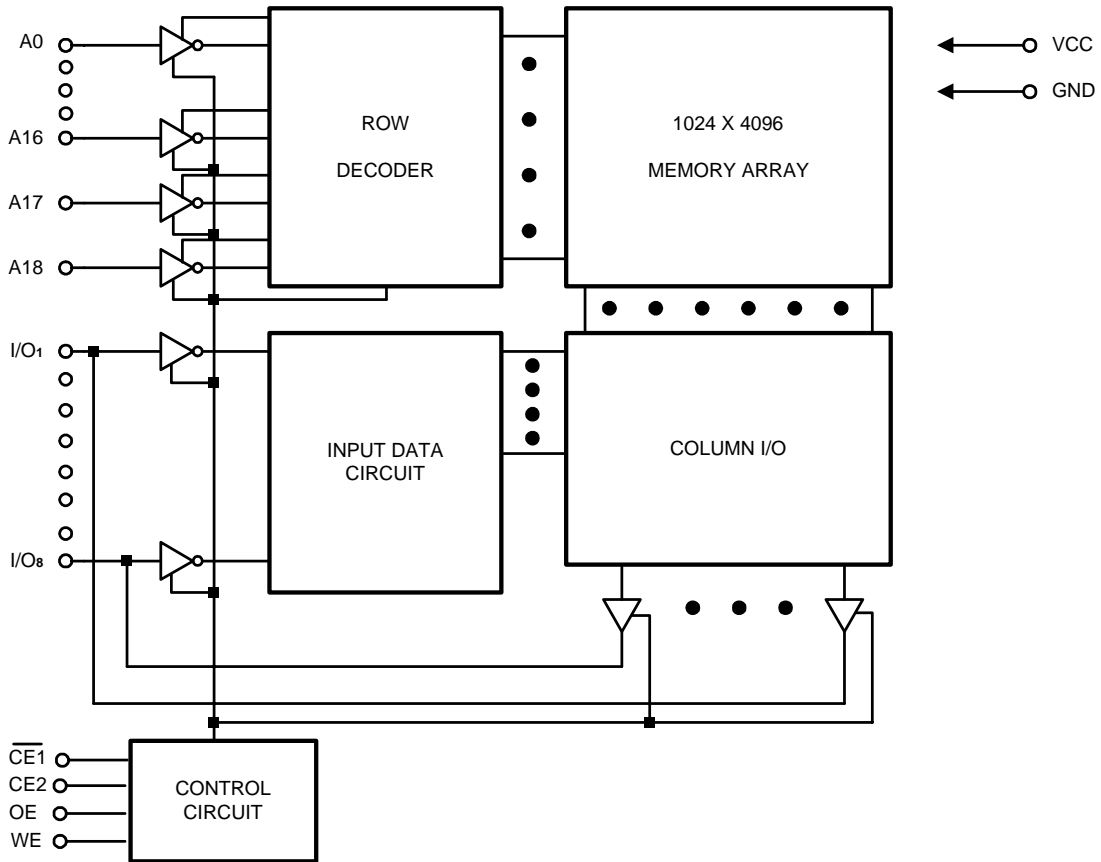 A0
A16
A17
A18
ROW
DECODER
1024 X 4096
MEMORY ARRAY
VCC
GND
I/O₁
I/O₈
INPUT DATA
CIRCUIT
COLUMN I/O
C̅E̅1̅
CE2
OE
WE
CONTROL
CIRCUIT